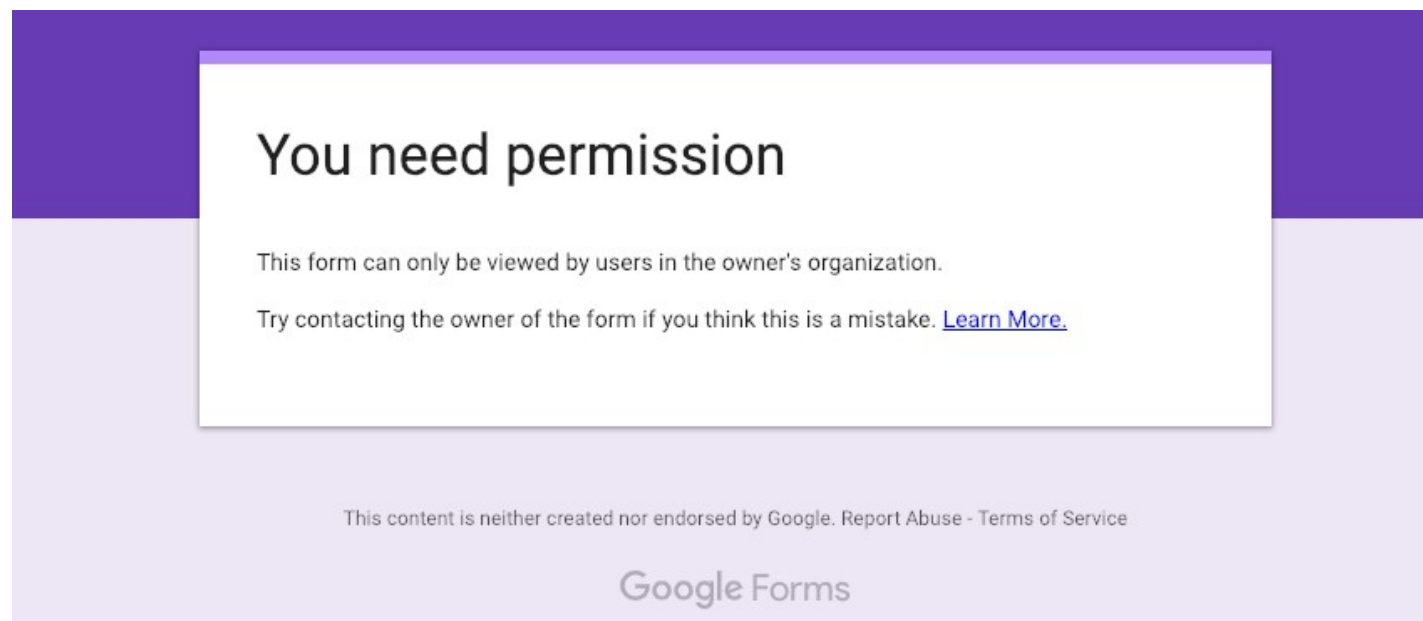 You need permission
This form can only be viewed by users in the owner's organization.
Try contacting the owner of the form if you think this is a mistake. Learn More.
This content is neither created nor endorsed by Google. Report Abuse - Terms of Service
Google Forms